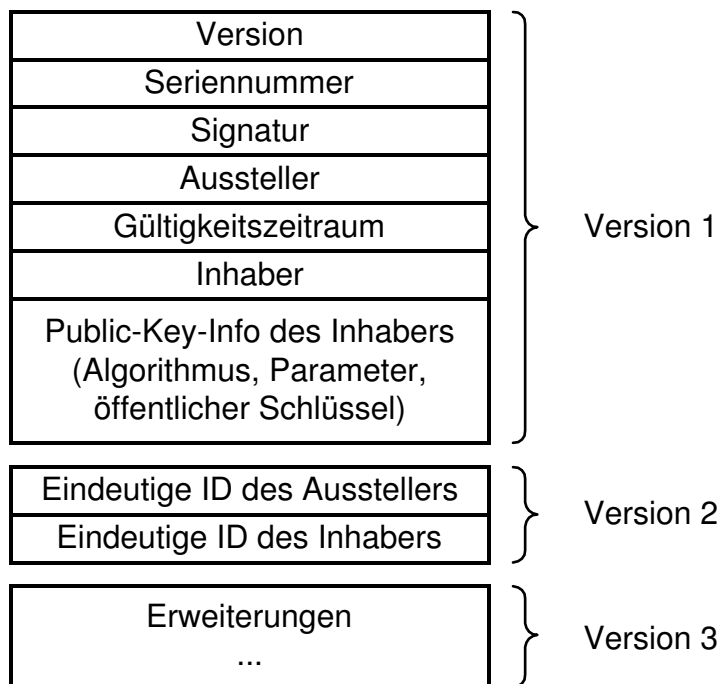 Version
Seriennummer
Signatur
Aussteller
Gültigkeitszeitraum
Inhaber
Public-Key-Info des Inhabers
(Algorithmus, Parameter,
öffentlicher Schlüssel)
Version 1
Eindeutige ID des Ausstellers
Eindeutige ID des Inhabers
Version 2
Erweiterungen
...
Version 3